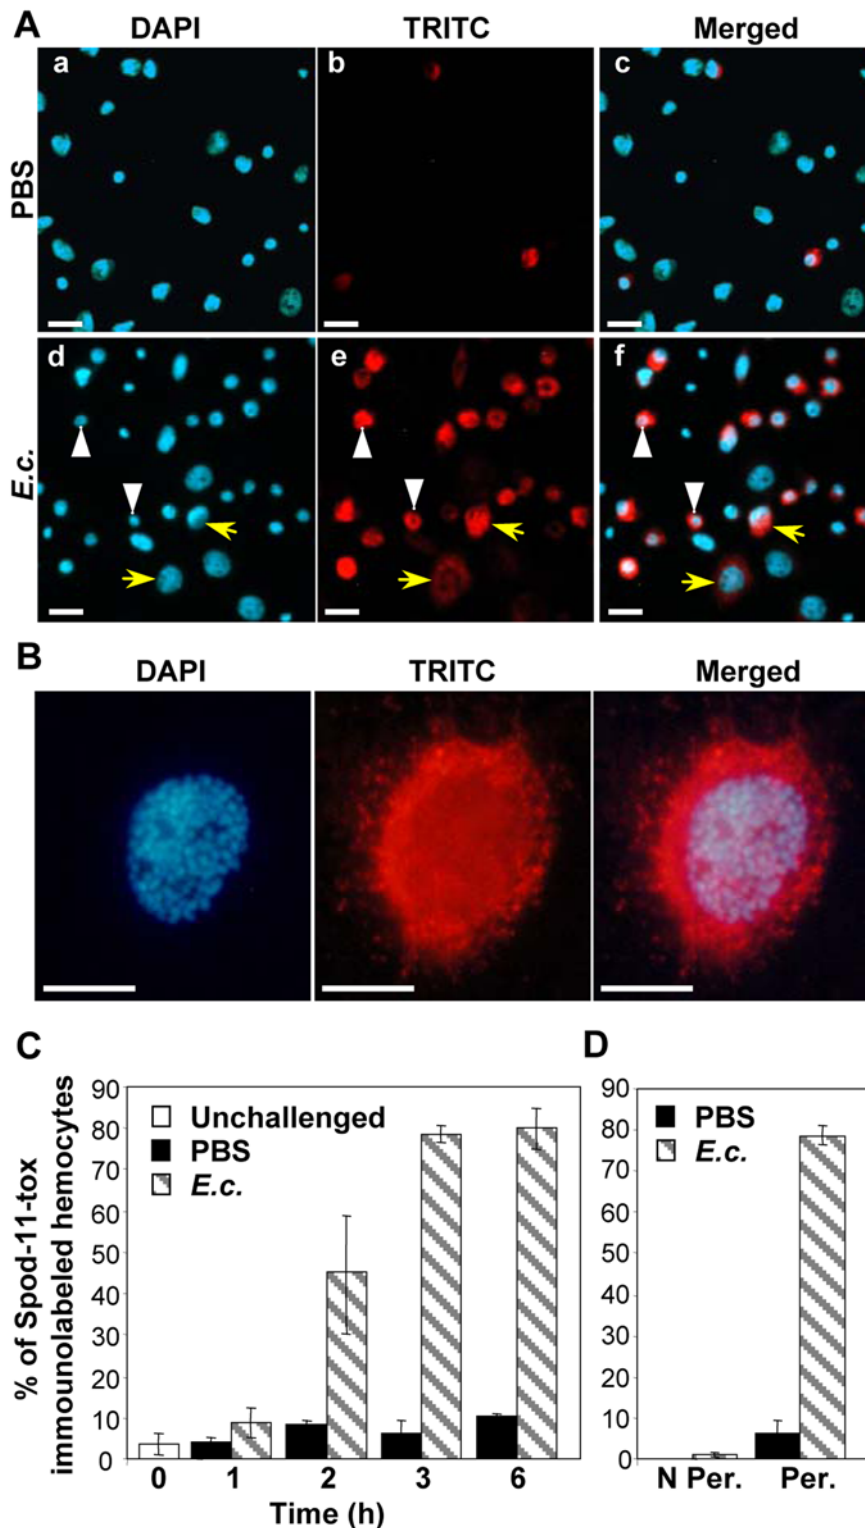 A
DAPI TRITC Merged
PBS
a b c
E.c.
d e f
B
DAPI TRITC Merged
C
% of Spod-11-tox
immounolabeled hemocytes
90
80
70
60
50
40
30
20
10
0
Unchallenged
PBS
E.c.
0 1 2 3 6
Time (h)
D
90
80
70
60
50
40
30
20
10
0
PBS
E.c.
N Per. Per.